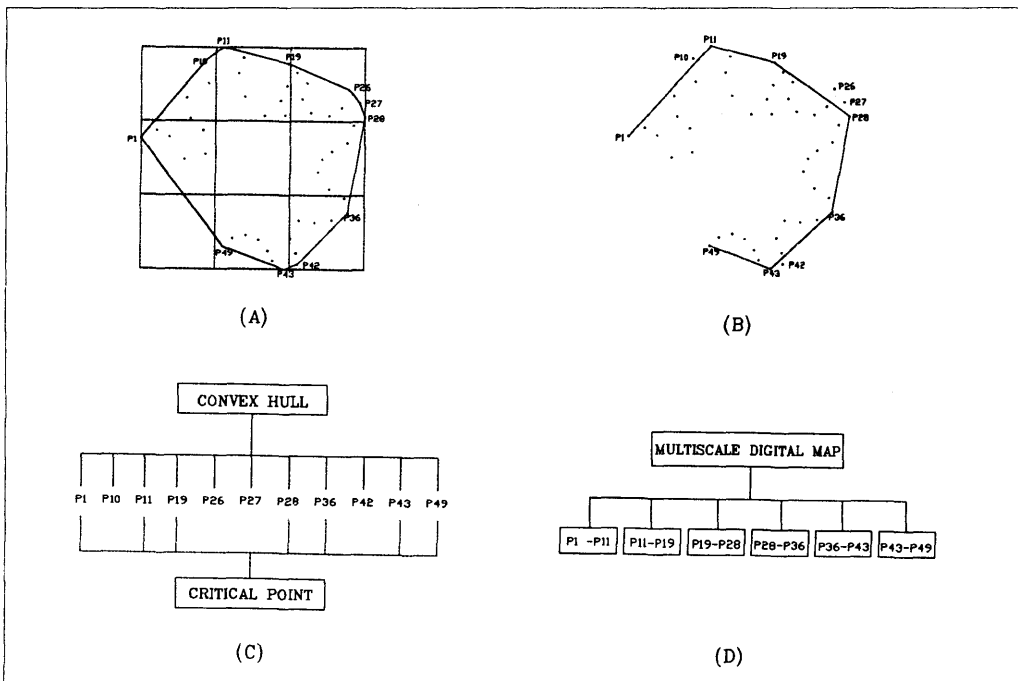 P11
P10
P19
P26
P27
P28
P1
P36
P49
P42
P43
(A)
P11
P10
P19
P26
P27
P28
P1
P36
P49
P42
P43
(B)
CONVEX HULL
P1 P10 P11 P19 P26 P27 P28 P36 P42 P43 P49
CRITICAL POINT
(C)
MULTISCALE DIGITAL MAP
P1 -P11 P11-P19 P19-P28 P28-P36 P36-P43 P43-P49
(D)